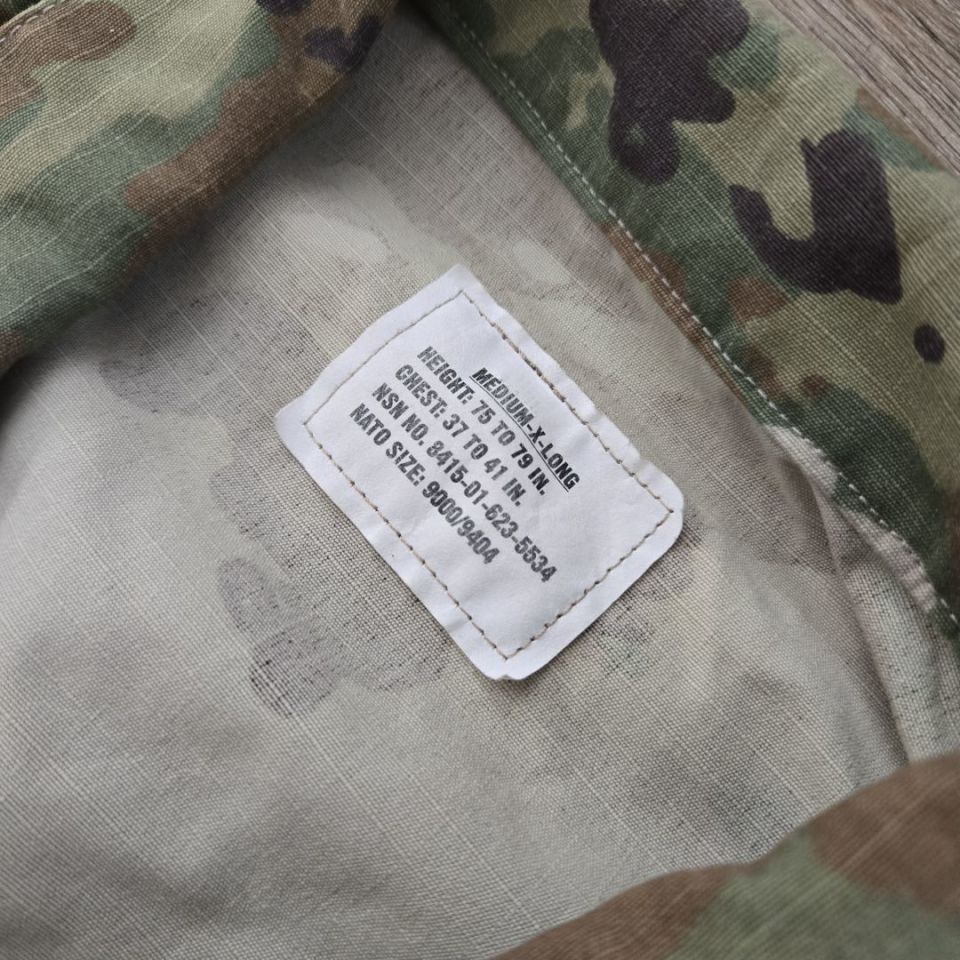 MEDIUM-X-LONG
HEIGHT: 75 TO 79 IN.
CHEST: 37 TO 41 IN.
NSN NO. 8415-01-623-5534
NATO SIZE: 9000/9404